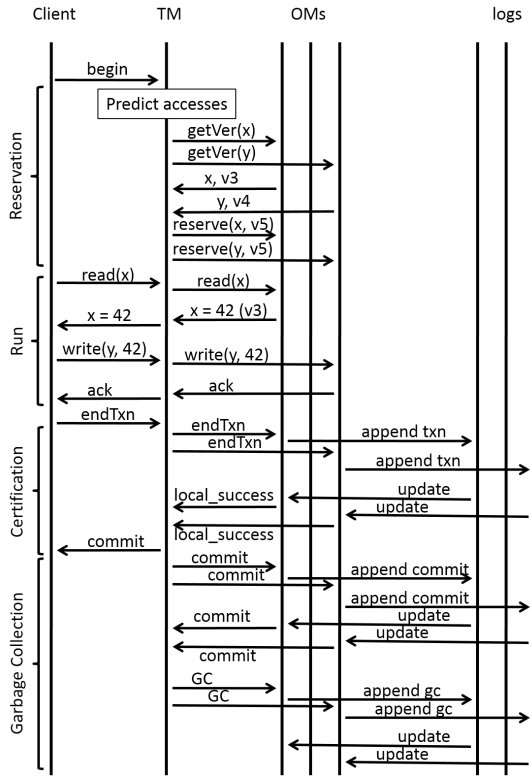 Client TM OMs logs
begin
Predict accesses
getVer(x)
getVer(y)
x, v3
y, v4
reserve(x, v5)
reserve(y, v5)
Reservation
read(x)
read(x)
x = 42 (v3)
x = 42
write(y, 42)
write(y, 42)
ack
ack
Run
endTxn
endTxn
endTxn
append txn
append txn
update
local_success
update
local_success
commit
Certification
commit
commit
append commit
append commit
commit
update
update
commit
GC
GC
append gc
append gc
update
update
Garbage Collection